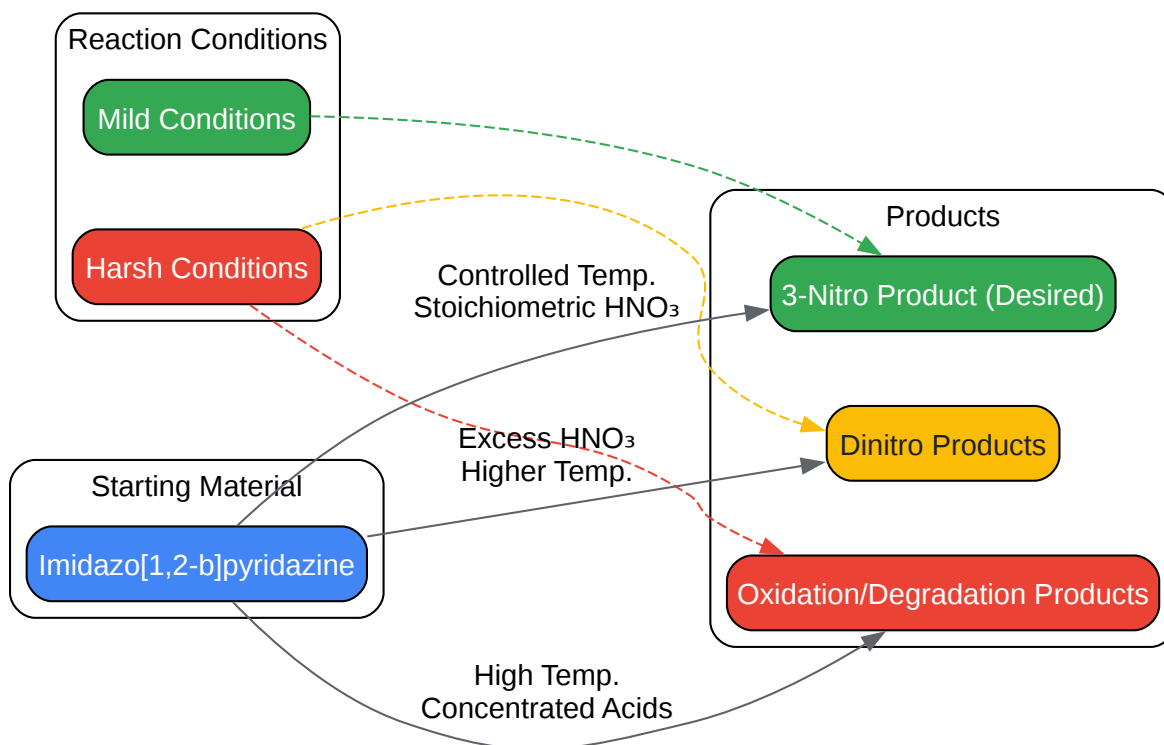 Reaction Conditions
Mild Conditions
Harsh Conditions
Products
3-Nitro Product (Desired)
Dinitro Products
Oxidation/Degradation Products
Controlled Temp.
Stoichiometric HNO₃
Excess HNO₃
Higher Temp.
Starting Material
Imidazo[1,2-b]pyridazine
High Temp.
Concentrated Acids